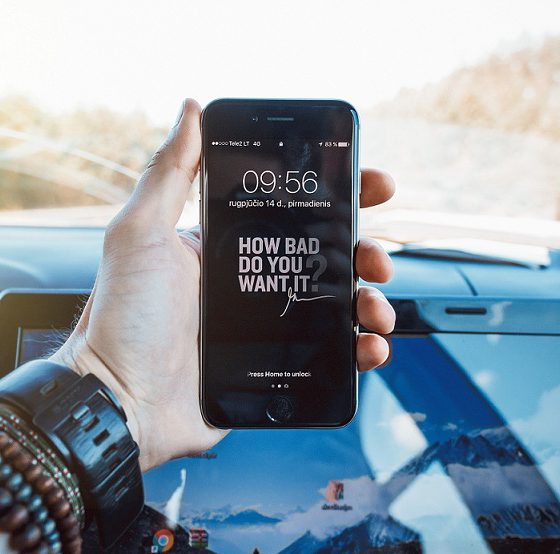 Tele2 LT 4G 83 %
09:56
rugpjūčio 14 d., pirmadienis
HOW BAD
DO YOU
WANT IT?
Press Home to unlock